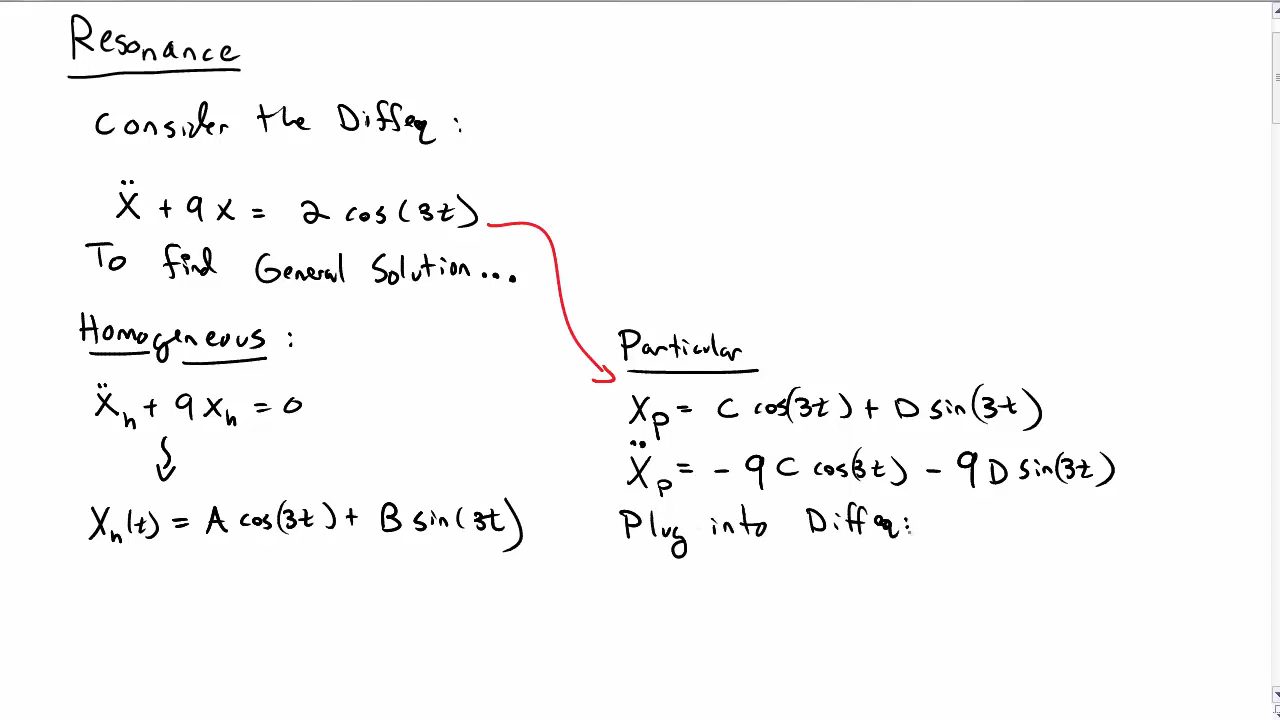 Resonance
Consider the Diffeq :
Ẍ + 9x = 2 cos(3t)
To find General Solution...
Homogeneous :
Ẍₕ + 9xₕ = 0
Xₕ(t) = A cos(3t) + B sin(3t)
Particular
Xₚ = C cos(3t) + D sin(3t)
Ẍₚ = - 9C cos(3t) - 9D sin(3t)
Plug into Diffeq: